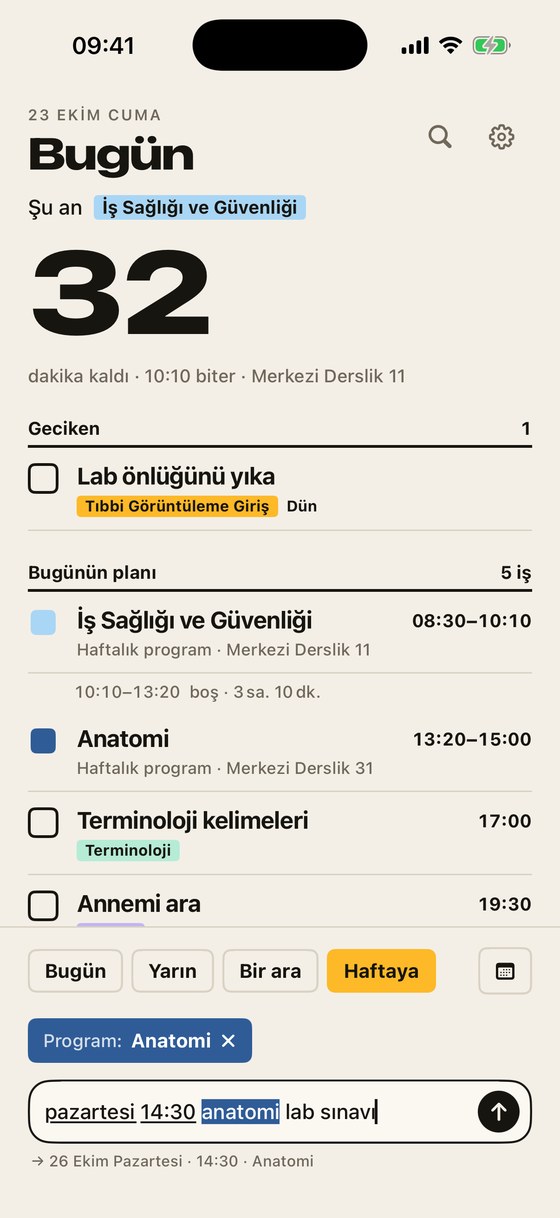 09:41
23 EKİM CUMA
Bugün
Şu an İş Sağlığı ve Güvenliği
32
dakika kaldı · 10:10 biter · Merkezi Derslik 11
Geciken 1
Lab önlüğünü yıka
Tıbbi Görüntüleme Giriş Dün
Bugünün planı 5 iş
İş Sağlığı ve Güvenliği 08:30–10:10
Haftalık program · Merkezi Derslik 11
10:10–13:20 boş · 3 sa. 10 dk.
Anatomi 13:20–15:00
Haftalık program · Merkezi Derslik 31
Terminoloji kelimeleri 17:00
Terminoloji
Annemi ara 19:30
Bugün Yarın Bir ara Haftaya
Program: Anatomi ×
pazartesi 14:30 anatomi lab sınavı
→ 26 Ekim Pazartesi · 14:30 · Anatomi